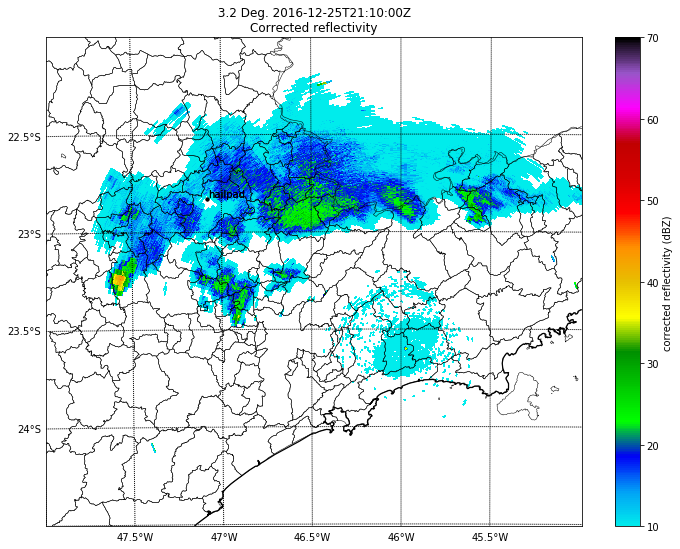 3.2 Deg. 2016-12-25T21:10:00Z
Corrected reflectivity
70
60
22.5°S
50
23°S
40
23.5°S
30
24°S
20
10
47.5°W 47°W 46.5°W 46°W 45.5°W
corrected reflectivity (dBZ)